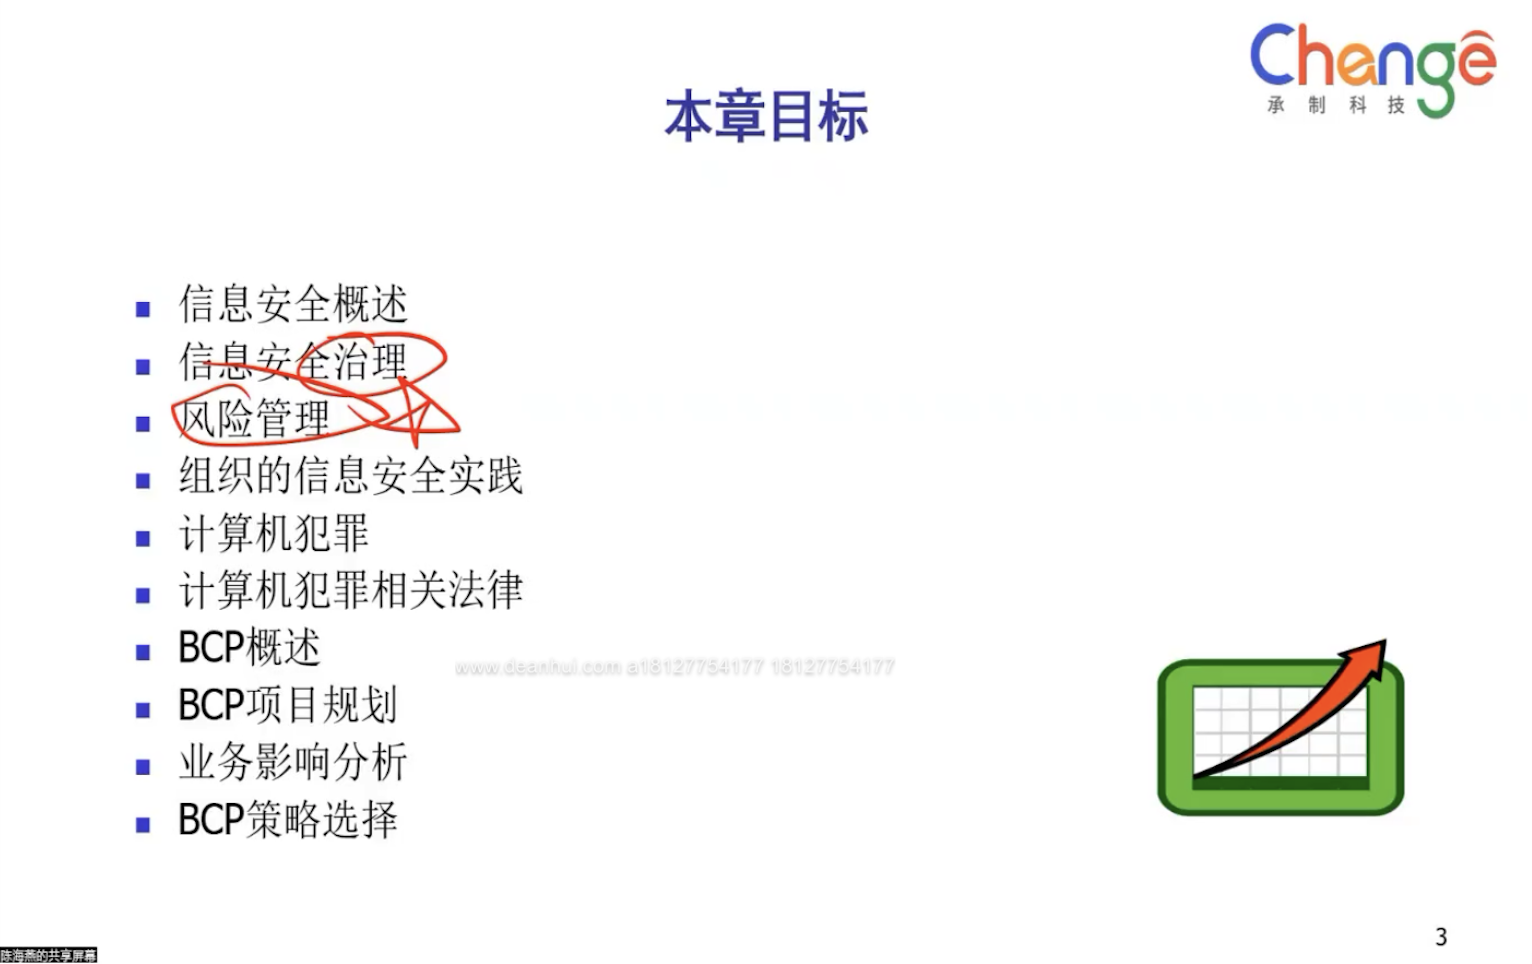 Change
承制科技
本章目标
信息安全概述
信息安全治理
风险管理
组织的信息安全实践
计算机犯罪
计算机犯罪相关法律
BCP概述
www.deanhui.com a18127754177 18127754177
BCP项目规划
业务影响分析
BCP策略选择
3
陈海燕的共享屏幕